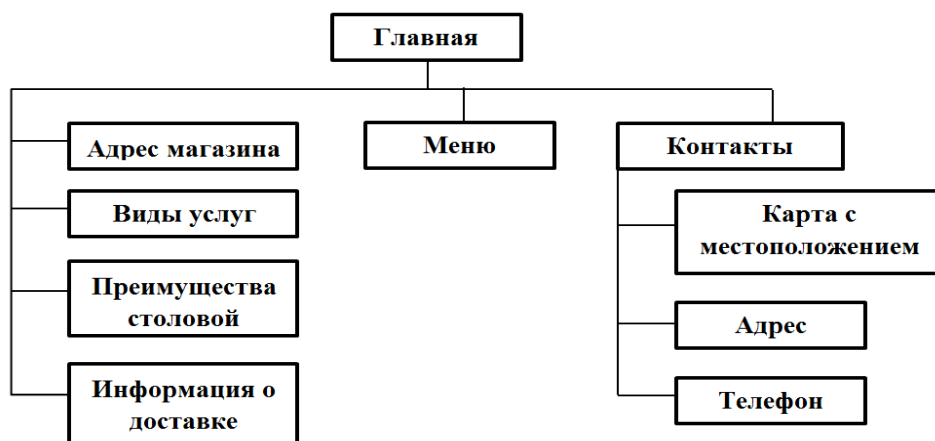 Главная
Адрес магазина
Меню
Контакты
Виды услуг
Карта с
местоположением
Преимущества
столовой
Адрес
Информация о
доставке
Телефон